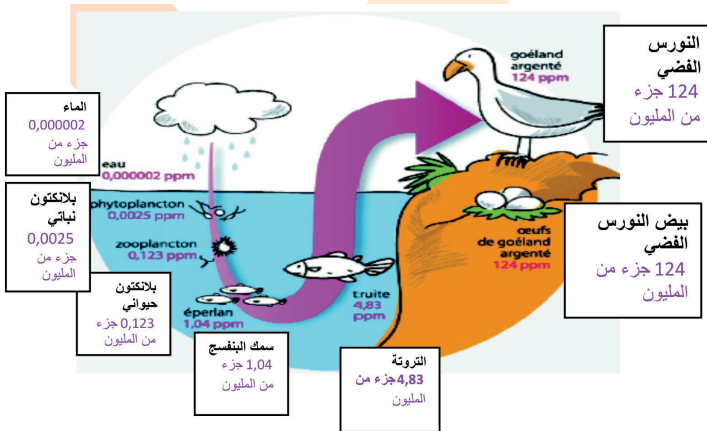 النورس
الفضي
124 جزء
من المليون
goéland
argenté
124 ppm
الماء
0,000002
جزء من
المليون
eau
0,000002 ppm
بلانكتون
نباتي
0,0025
جزء من
المليون
phytoplancton
0,0025 ppm
zooplancton
0,123 ppm
بيض النورس
الفضي
124 جزء من
المليون
œufs
de goéland
argenté
124 ppm
بلانكتون
حيواني
0,123 جزء
من المليون
éperlan
1,04 ppm
truite
4,83
ppm
سمك البنفسج
1,04 جزء
من المليون
التروتة
4,83جزء من
المليون